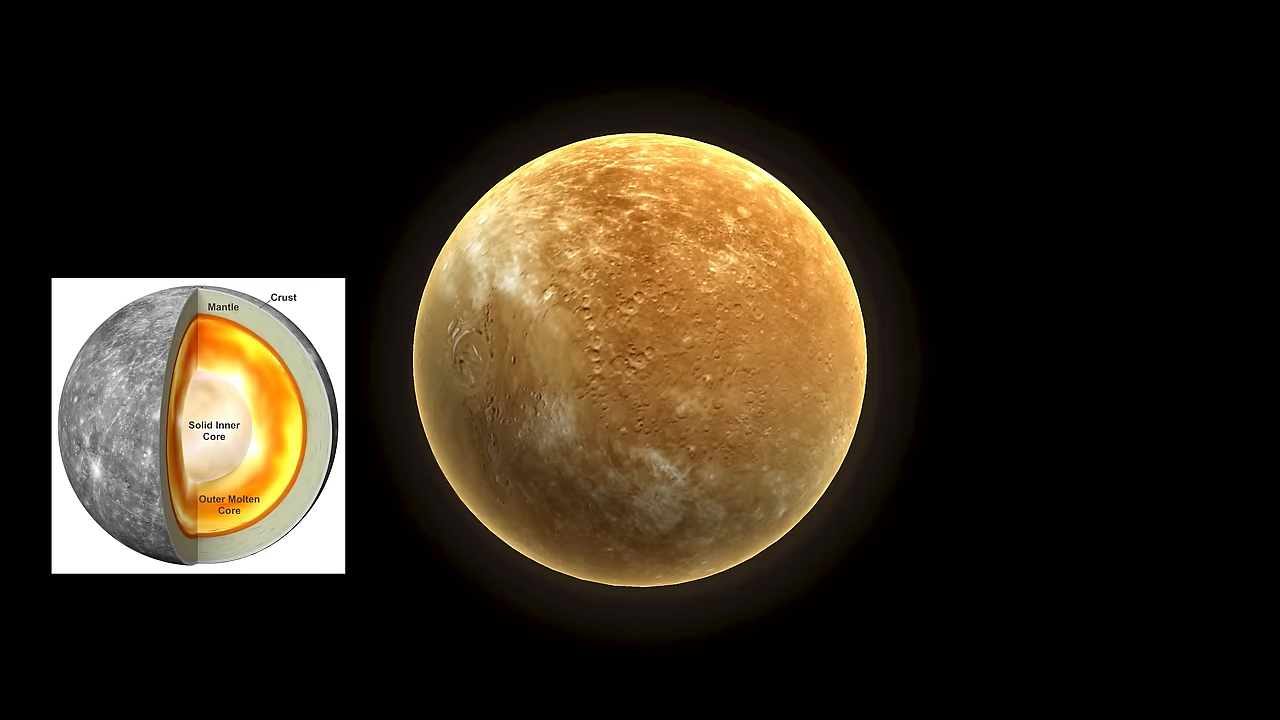 Crust
Mantle
Solid Inner
Core
Outer Molten
Core